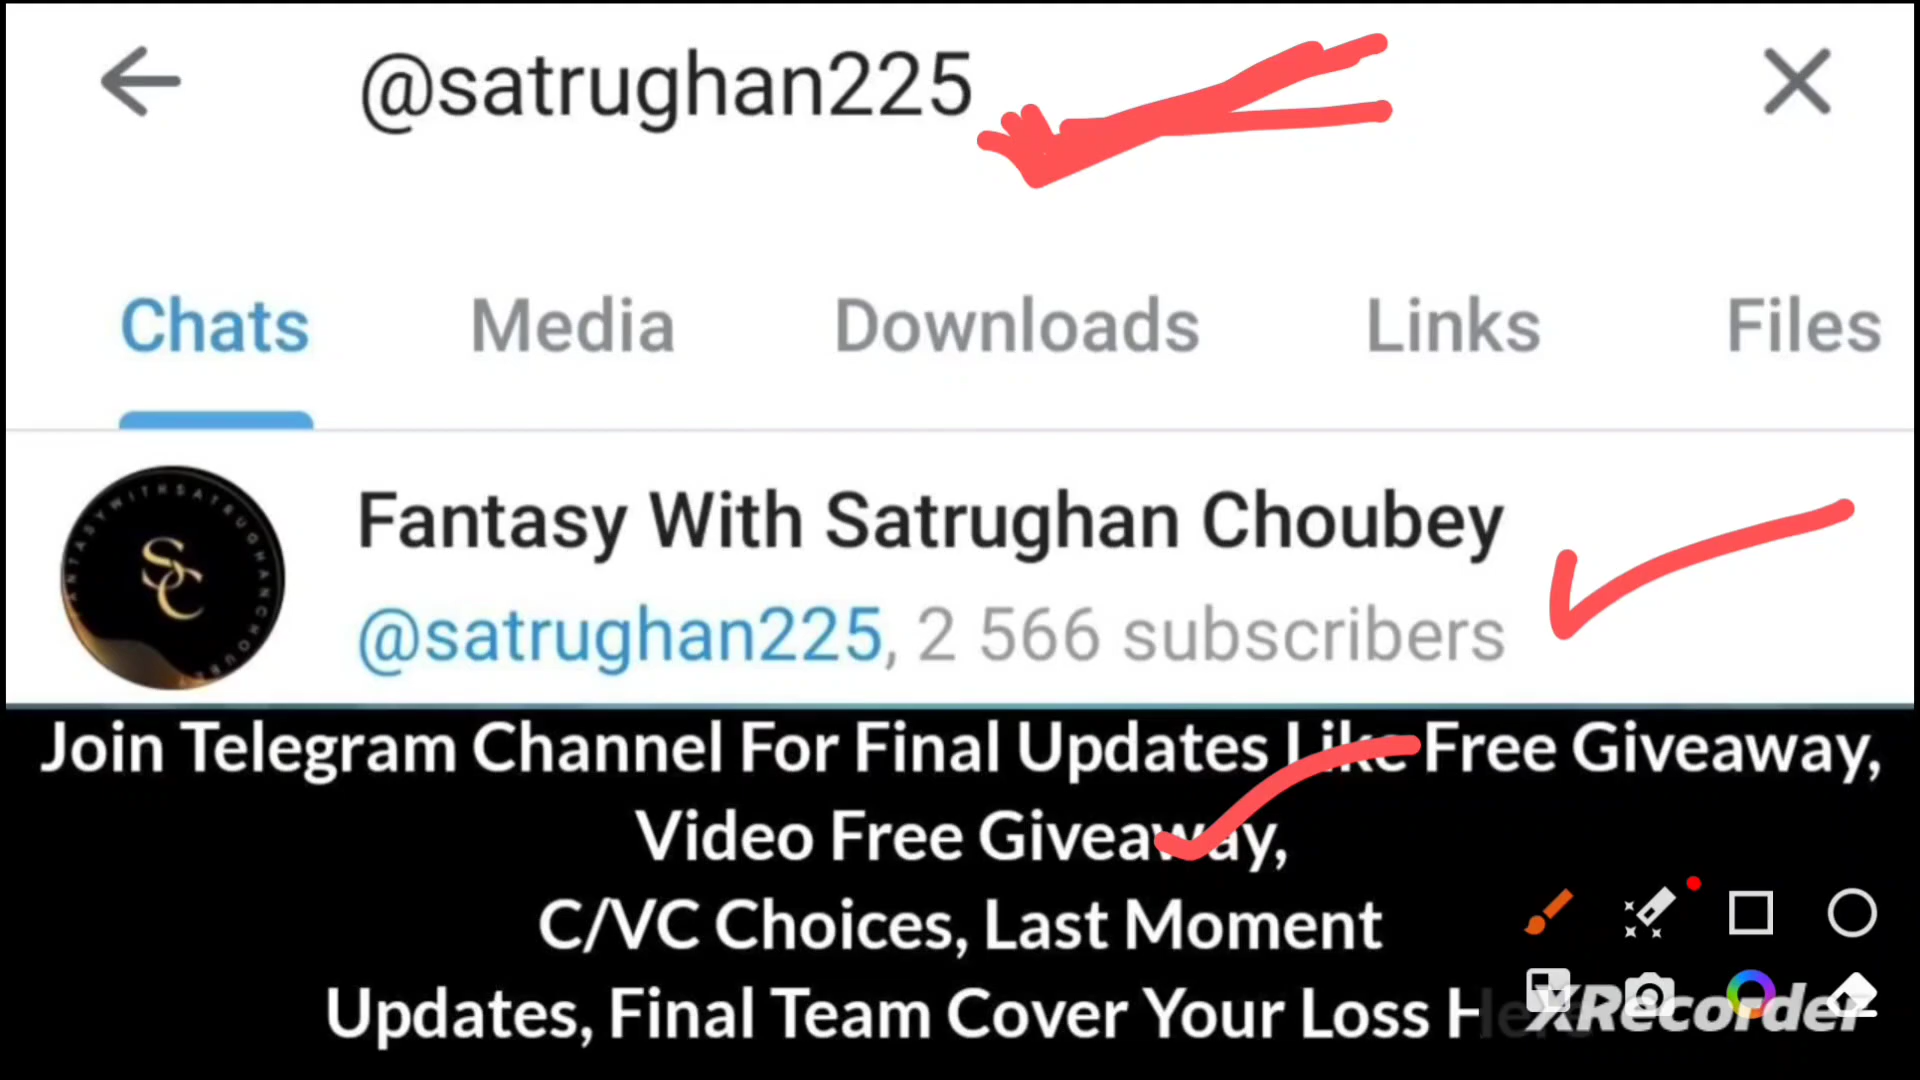 @satrughan225
Chats Media Downloads Links Files
Fantasy With Satrughan Choubey
@satrughan225, 2 566 subscribers
Join Telegram Channel For Final Updates Like Free Giveaway,
Video Free Giveaway,
C/VC Choices, Last Moment
Updates, Final Team Cover Your Loss
XRecorder